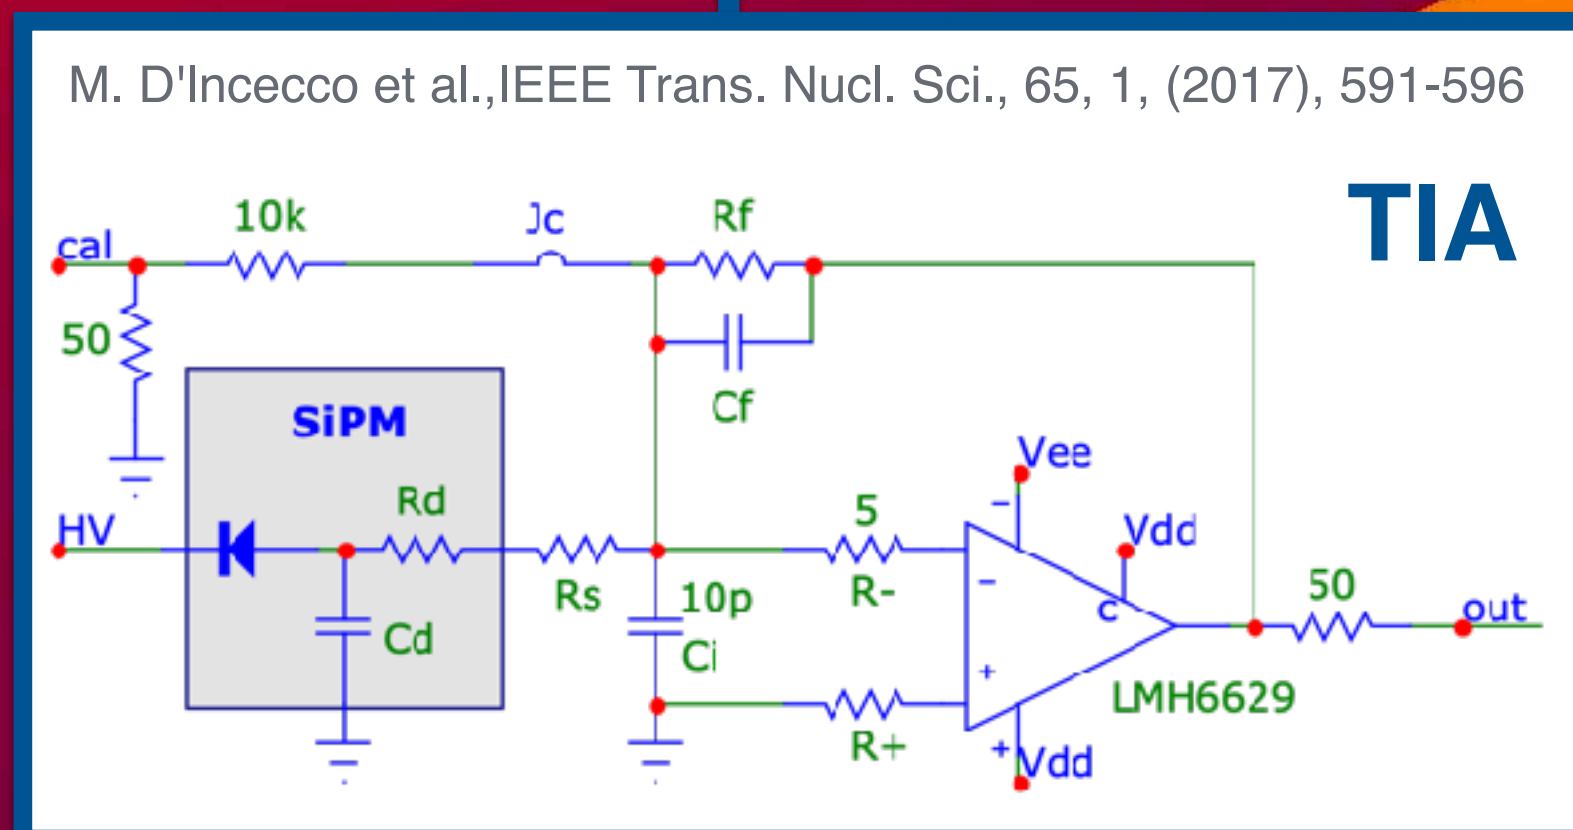 M. D'Incecco et al.,IEEE Trans. Nucl. Sci., 65, 1, (2017), 591-596
TIA
10k
Jc
Rf
cal
50
Cf
SiPM
Vee
HV
Rd
5
Vdd
−
−
Rs
10p
R-
50
c
out
Cd
Ci
+
LMH6629
R+
+
Vdd